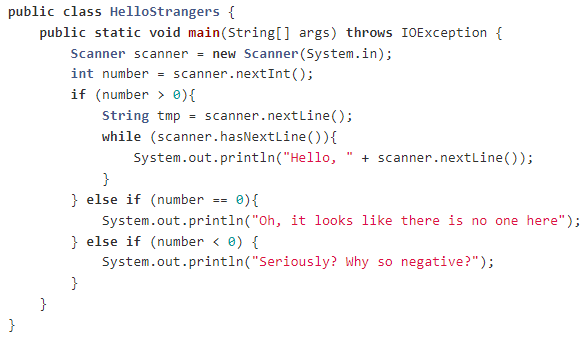 public class HelloStrangers {
    public static void main(String[] args) throws IOException {
        Scanner scanner = new Scanner(System.in);
        int number = scanner.nextInt();
        if (number > 0){
            String tmp = scanner.nextLine();
            while (scanner.hasNextLine()){
                System.out.println("Hello, " + scanner.nextLine());
            }
        } else if (number == 0){
            System.out.println("Oh, it looks like there is no one here");
        } else if (number < 0) {
            System.out.println("Seriously? Why so negative?");
        }
    }
}